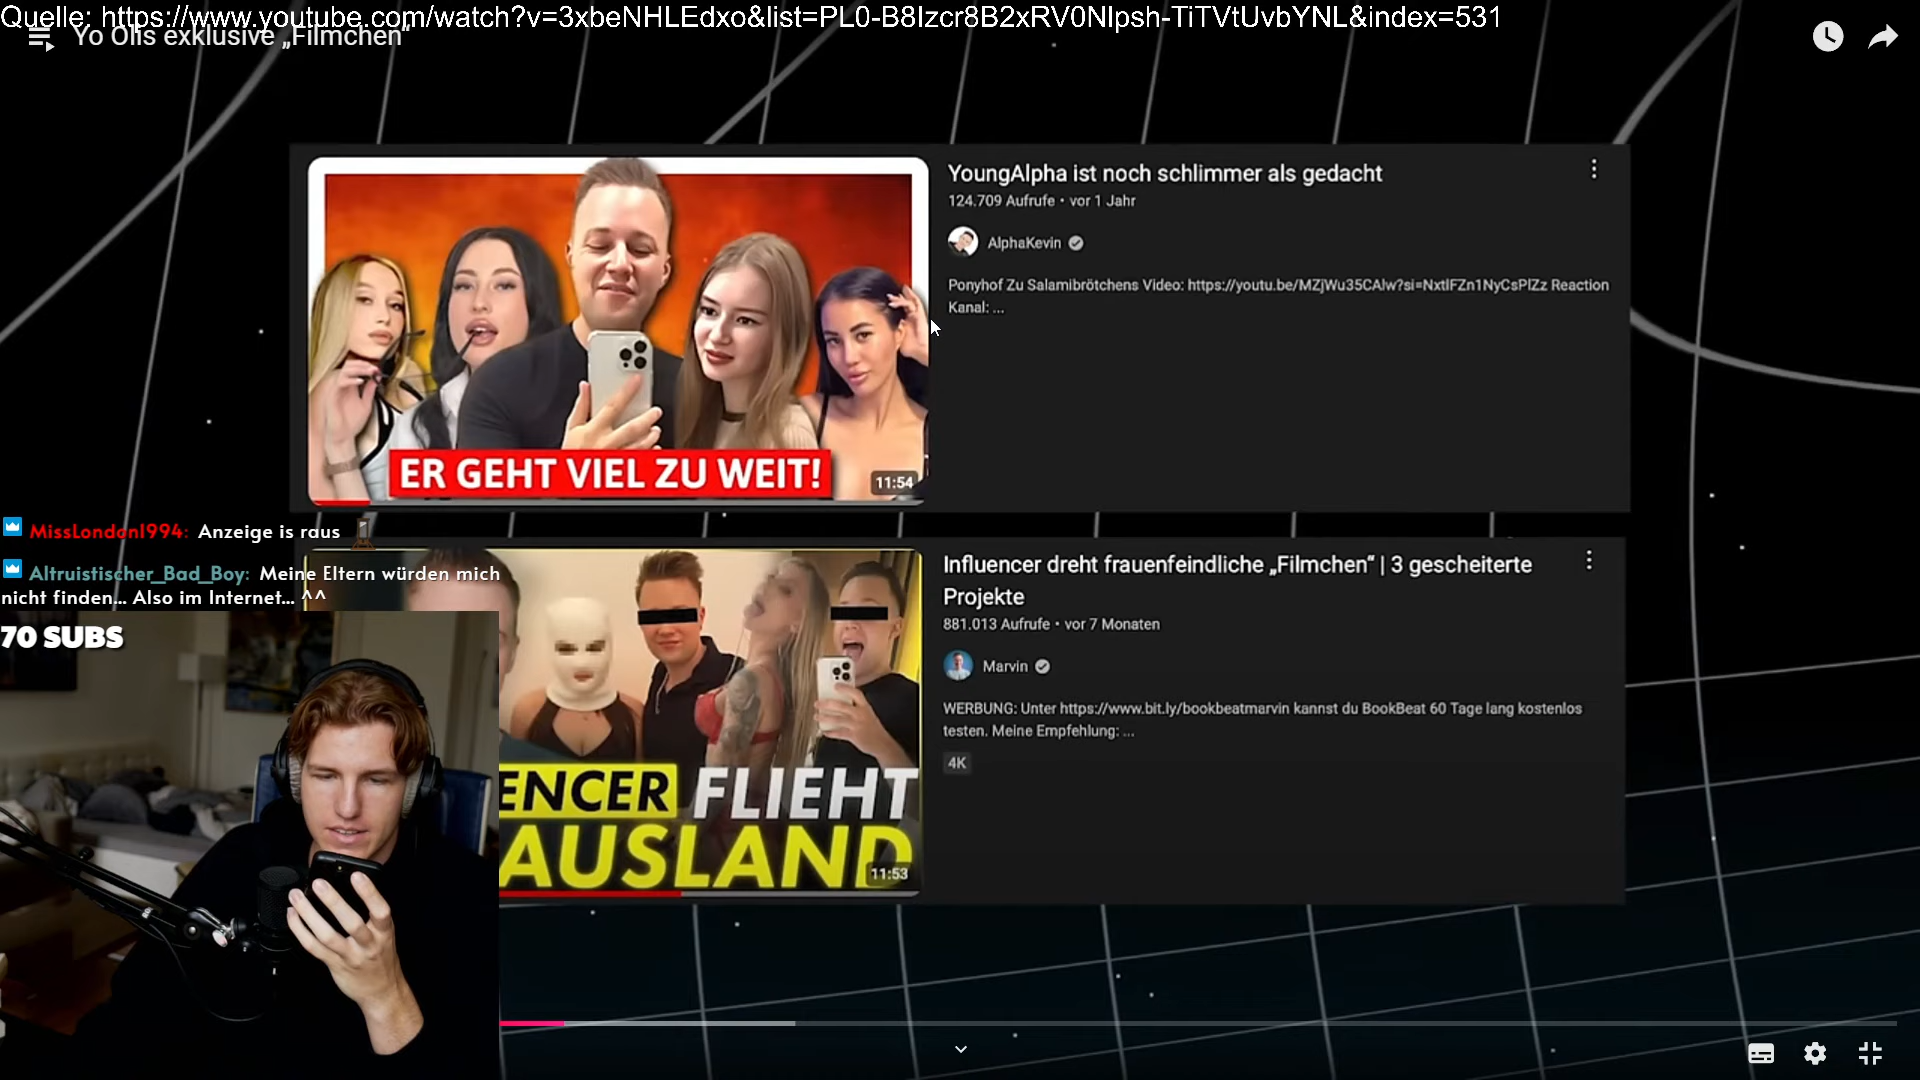 Quelle: https://www.youtube.com/watch?v=3xbeNHLEdxo&list=PL0-B8Izcr8B2xRV0NIpsh-TiTVtUvbYNL&index=531
Yo Olis exklusive „Filmchen“
YoungAlpha ist noch schlimmer als gedacht
124.709 Aufrufe • vor 1 Jahr
AlphaKevin
Ponyhof Zu Salamibrötchens Video: https://youtu.be/MZjWu35CAlw?si=NxtlFZn1NyCsPlZz Reaction
Kanal: ...
ER GEHT VIEL ZU WEIT!
11:54
MissLondon1994: Anzeige is raus
Altruistischer_Bad_Boy: Meine Eltern würden mich
nicht finden... Also im Internet... ^^
70 SUBS
Influencer dreht frauenfeindliche „Filmchen“ | 3 gescheiterte
Projekte
881.013 Aufrufe • vor 7 Monaten
Marvin
WERBUNG: Unter https://www.bit.ly/bookbeatmarvin kannst du BookBeat 60 Tage lang kostenlos
testen. Meine Empfehlung: ...
4K
ENCER FLIEHT
AUSLAND
11:53